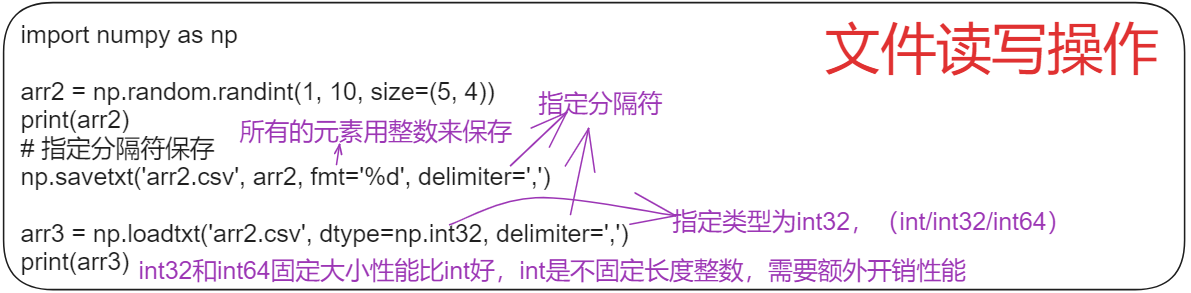 import numpy as np
文件读写操作
arr2 = np.random.randint(1, 10, size=(5, 4))
指定分隔符
print(arr2)
所有的元素用整数来保存
# 指定分隔符保存
np.savetxt('arr2.csv', arr2, fmt='%d', delimiter=',')
指定类型为int32，（int/int32/int64）
arr3 = np.loadtxt('arr2.csv', dtype=np.int32, delimiter=',')
print(arr3)
int32和int64固定大小性能比int好，int是不固定长度整数，需要额外开销性能